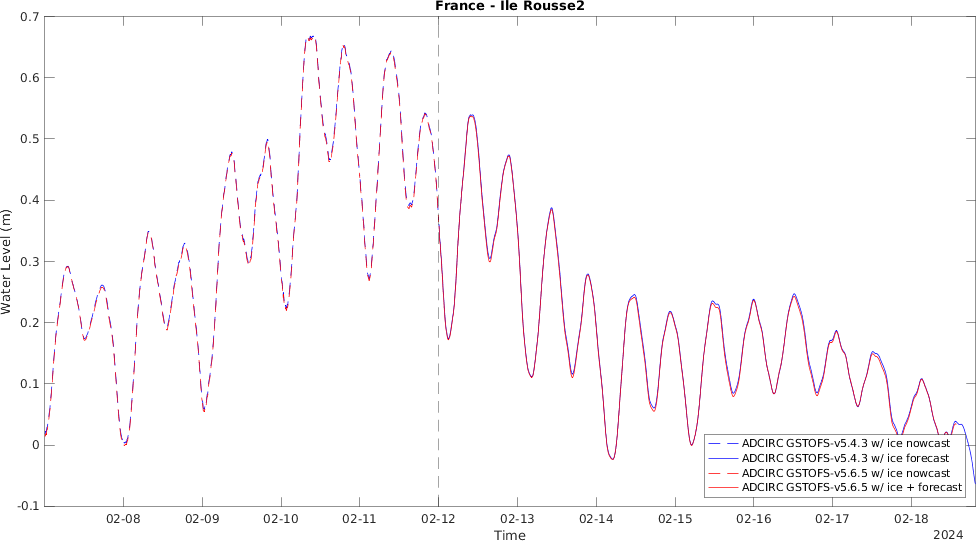 France - Ile Rousse2
Water Level (m)
0.7
0.6
0.5
0.4
0.3
0.2
0.1
0
-0.1
ADCIRC GSTOFS-v5.4.3 w/ ice nowcast
ADCIRC GSTOFS-v5.4.3 w/ ice forecast
ADCIRC GSTOFS-v5.6.5 w/ ice nowcast
ADCIRC GSTOFS-v5.6.5 w/ ice + forecast
02-08 02-09 02-10 02-11 02-12 02-13 02-14 02-15 02-16 02-17 02-18
Time
2024